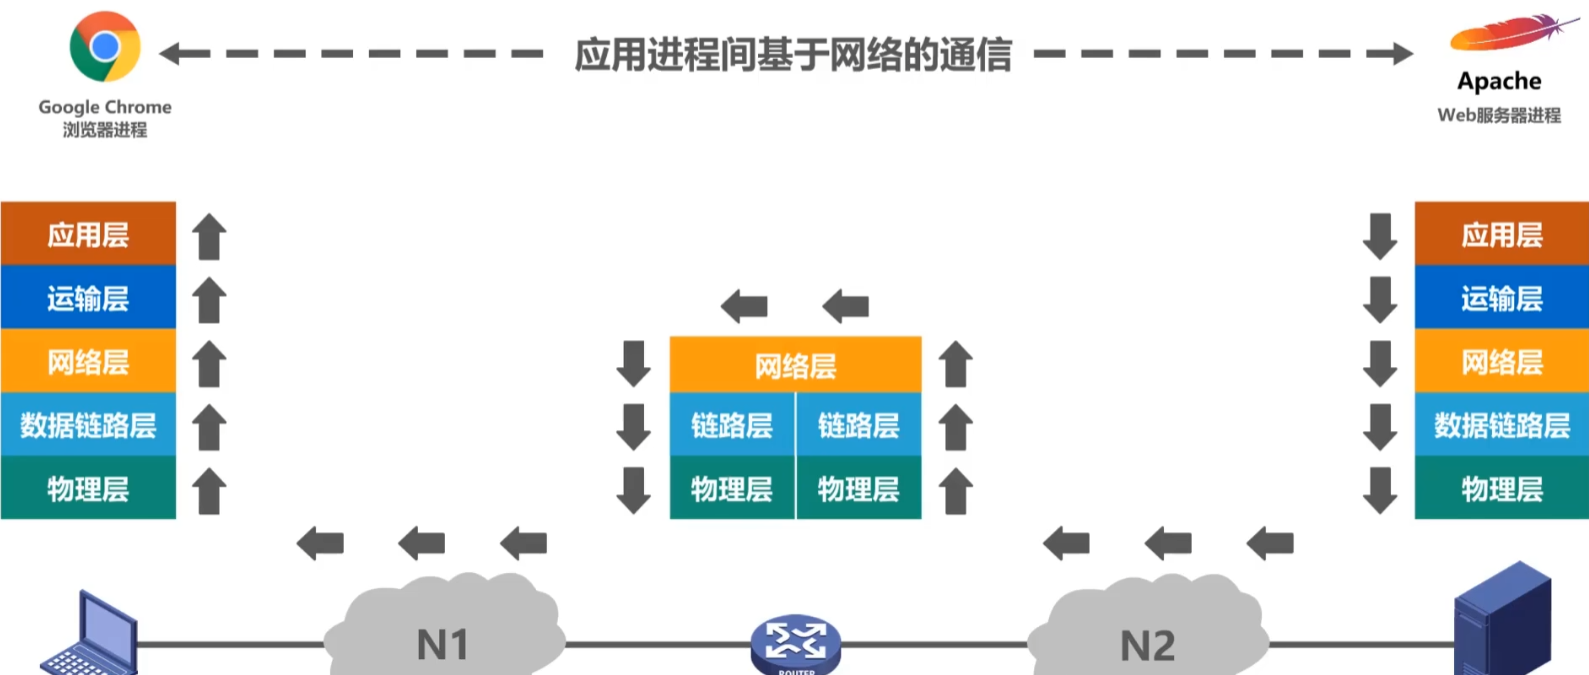 应用进程间基于网络的通信
Google Chrome
浏览器进程
Apache
Web服务器进程
应用层
运输层
网络层
数据链路层
物理层
网络层
链路层 链路层
物理层 物理层
应用层
运输层
网络层
数据链路层
物理层
N1
ROUTER
N2